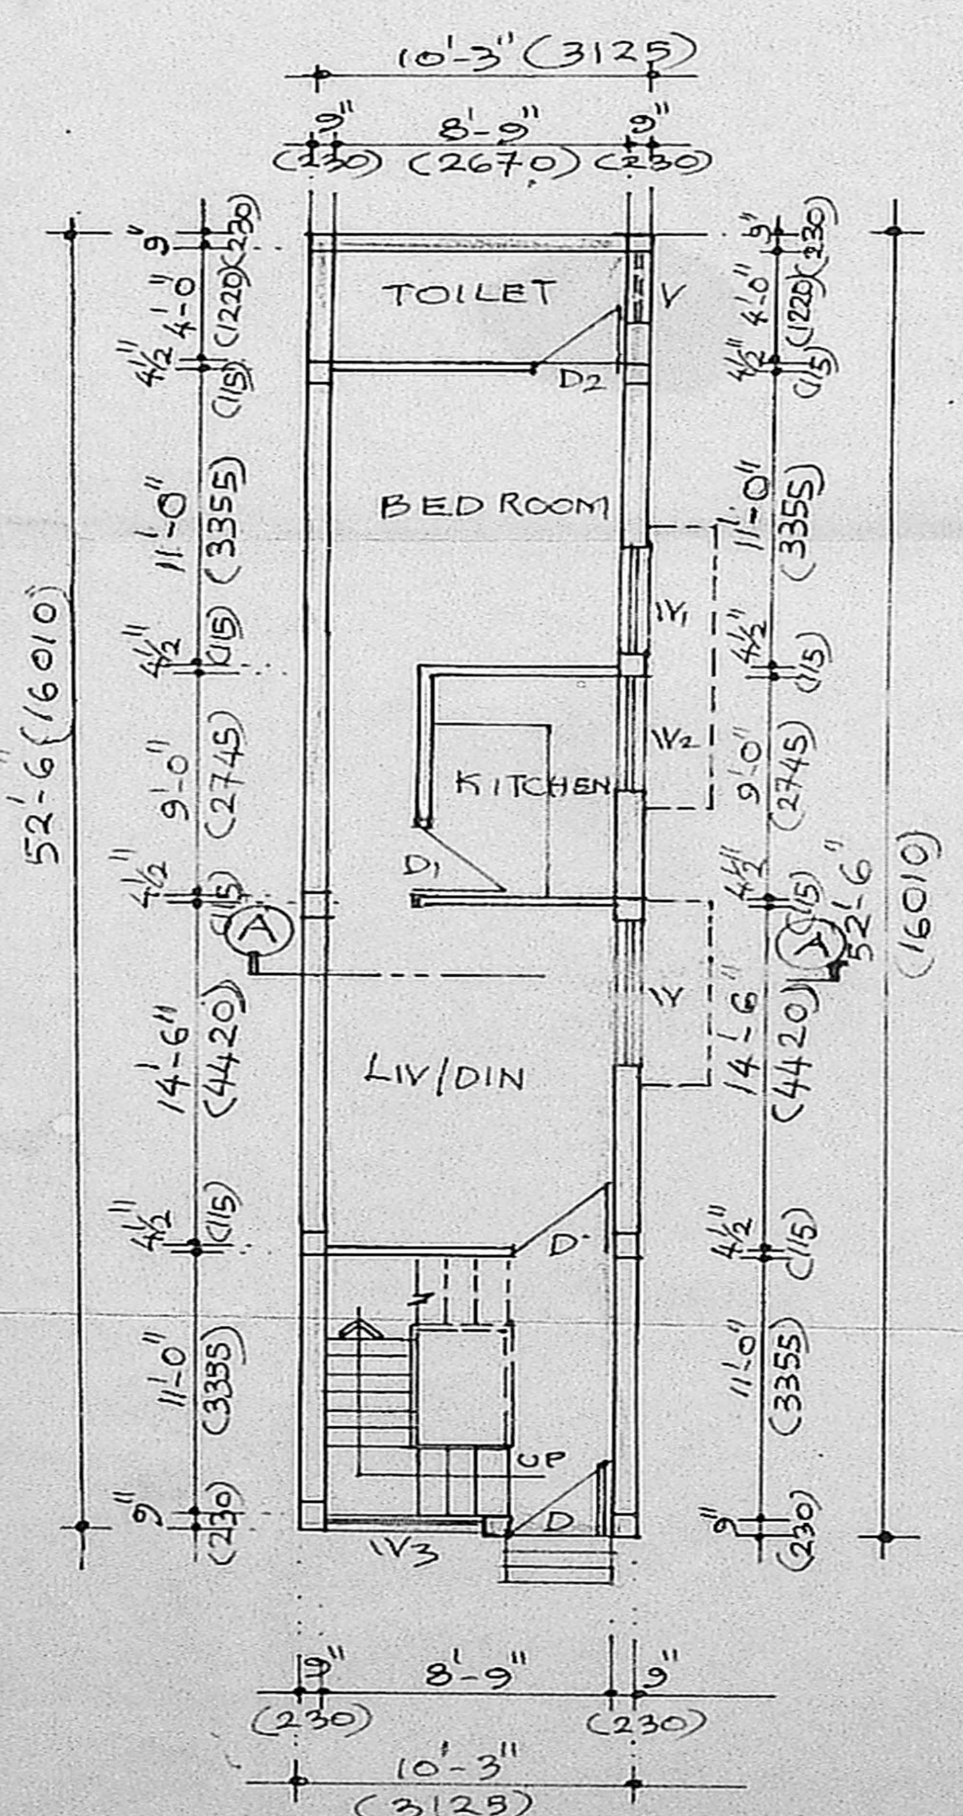 10'-3" (3125)
9" 8'-9" 9"
(230) (2670) (230)
9" (230)
4'-0" (1220)
4½" (115)
11'-0" (3355)
4½" (115)
9'-0" (2745)
4½" (115)
14'-6" (4420)
4½" (115)
11'-0" (3355)
9" (230)
52'-6" (16010)
A
TOILET V
D2
BED ROOM
W1
W2
KITCHEN
D1
W
LIV/DIN
D
UP
D
W3
9" (230)
4'-0" (1220)
4½" (115)
11'-0" (3355)
4½" (115)
9'-0" (2745)
4½" (115)
A
14'-6" (4420)
4½" (115)
11'-0" (3355)
9" (230)
52'-6" (16010)
9" 8'-9" 9"
(230) (230)
10'-3"
(3125)